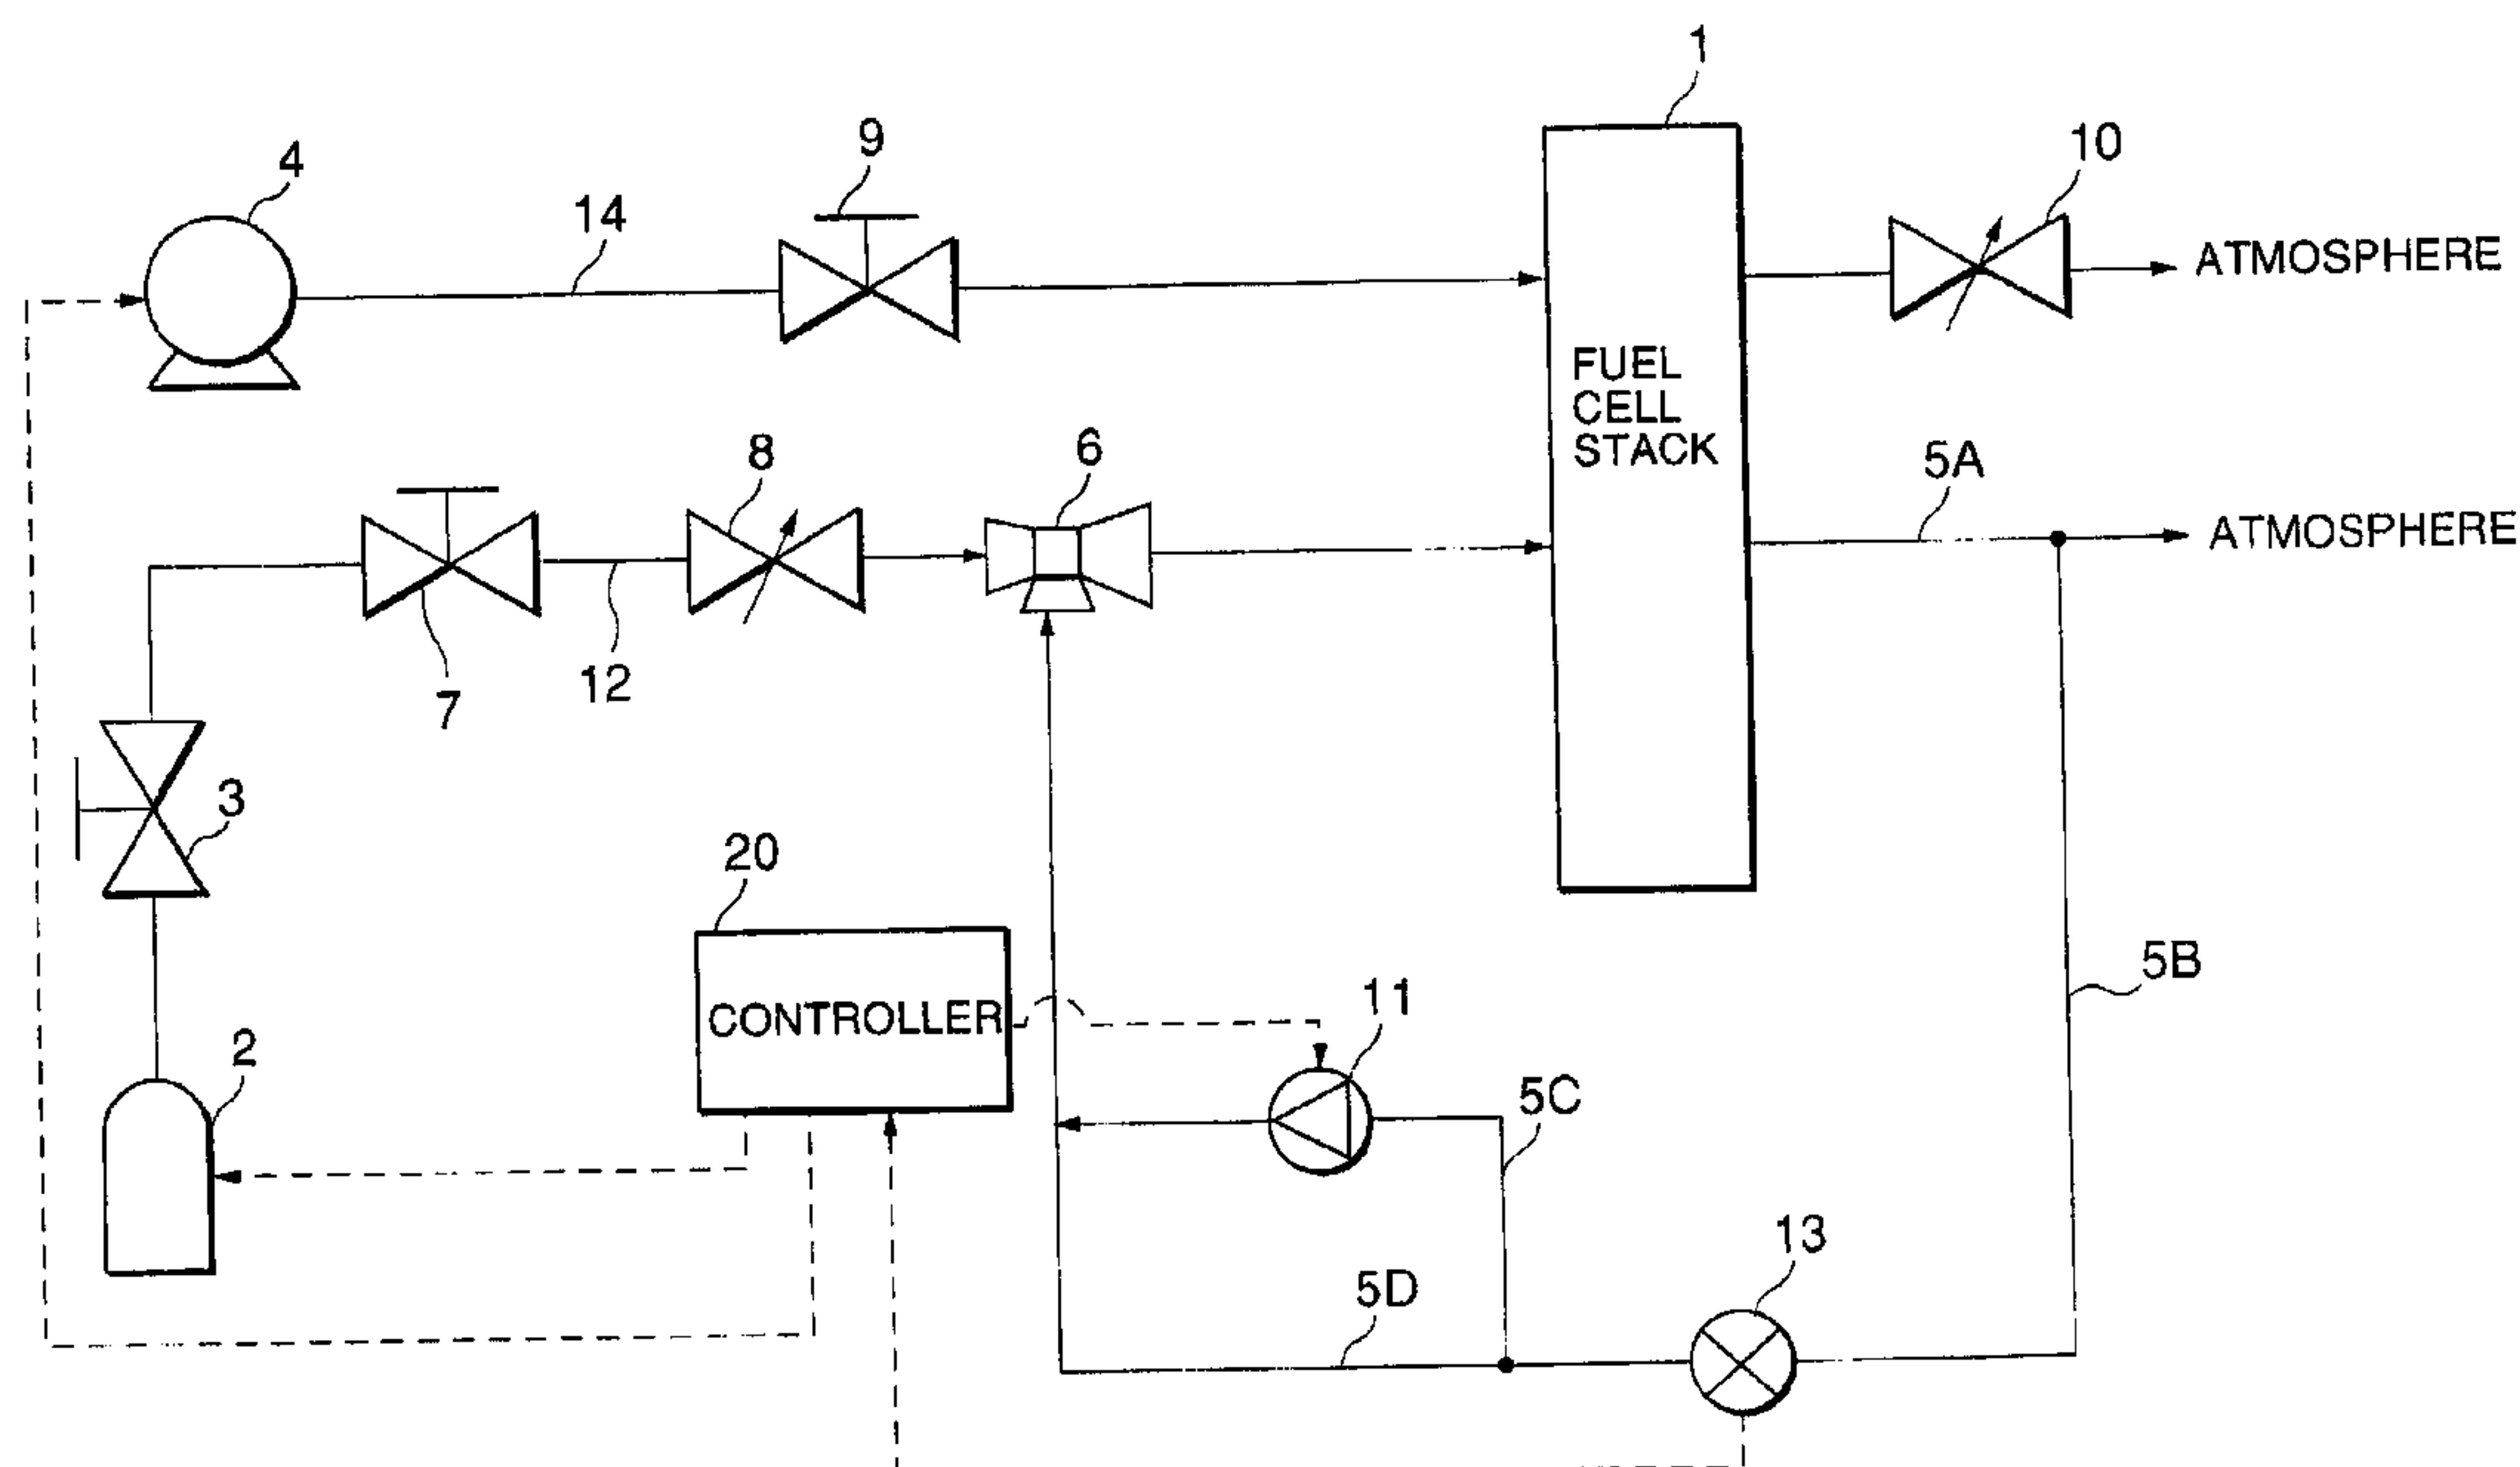 1
4
14
9
10
ATMOSPHERE
FUEL
CELL
STACK
8
6
5A
ATMOSPHERE
7
12
3
20
CONTROLLER
11
5B
2
5C
13
5D